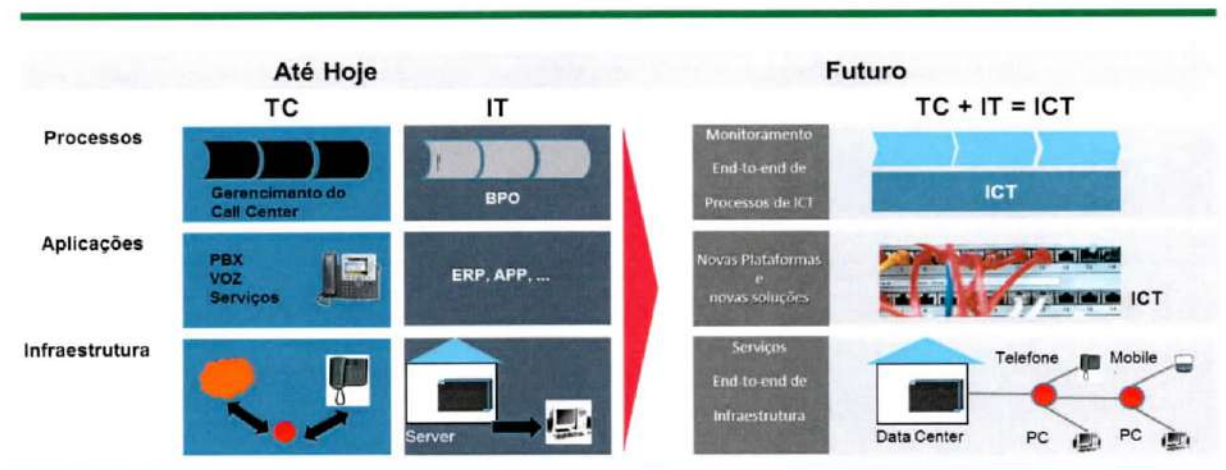 Até Hoje
Futuro
TC
IT
TC + IT = ICT
Processos
Gerencimento do
Call Center
BPO
Monitoramento
End-to-end de
Processos de ICT
ICT
Aplicações
PBX
VOZ
Serviços
ERP, APP, ...
Novas Plataformas
e
novas soluções
ICT
Infraestrutura
Server
Serviços
End-to-end de
Infraestrutura
Data Center
Telefone
Mobile
PC
PC